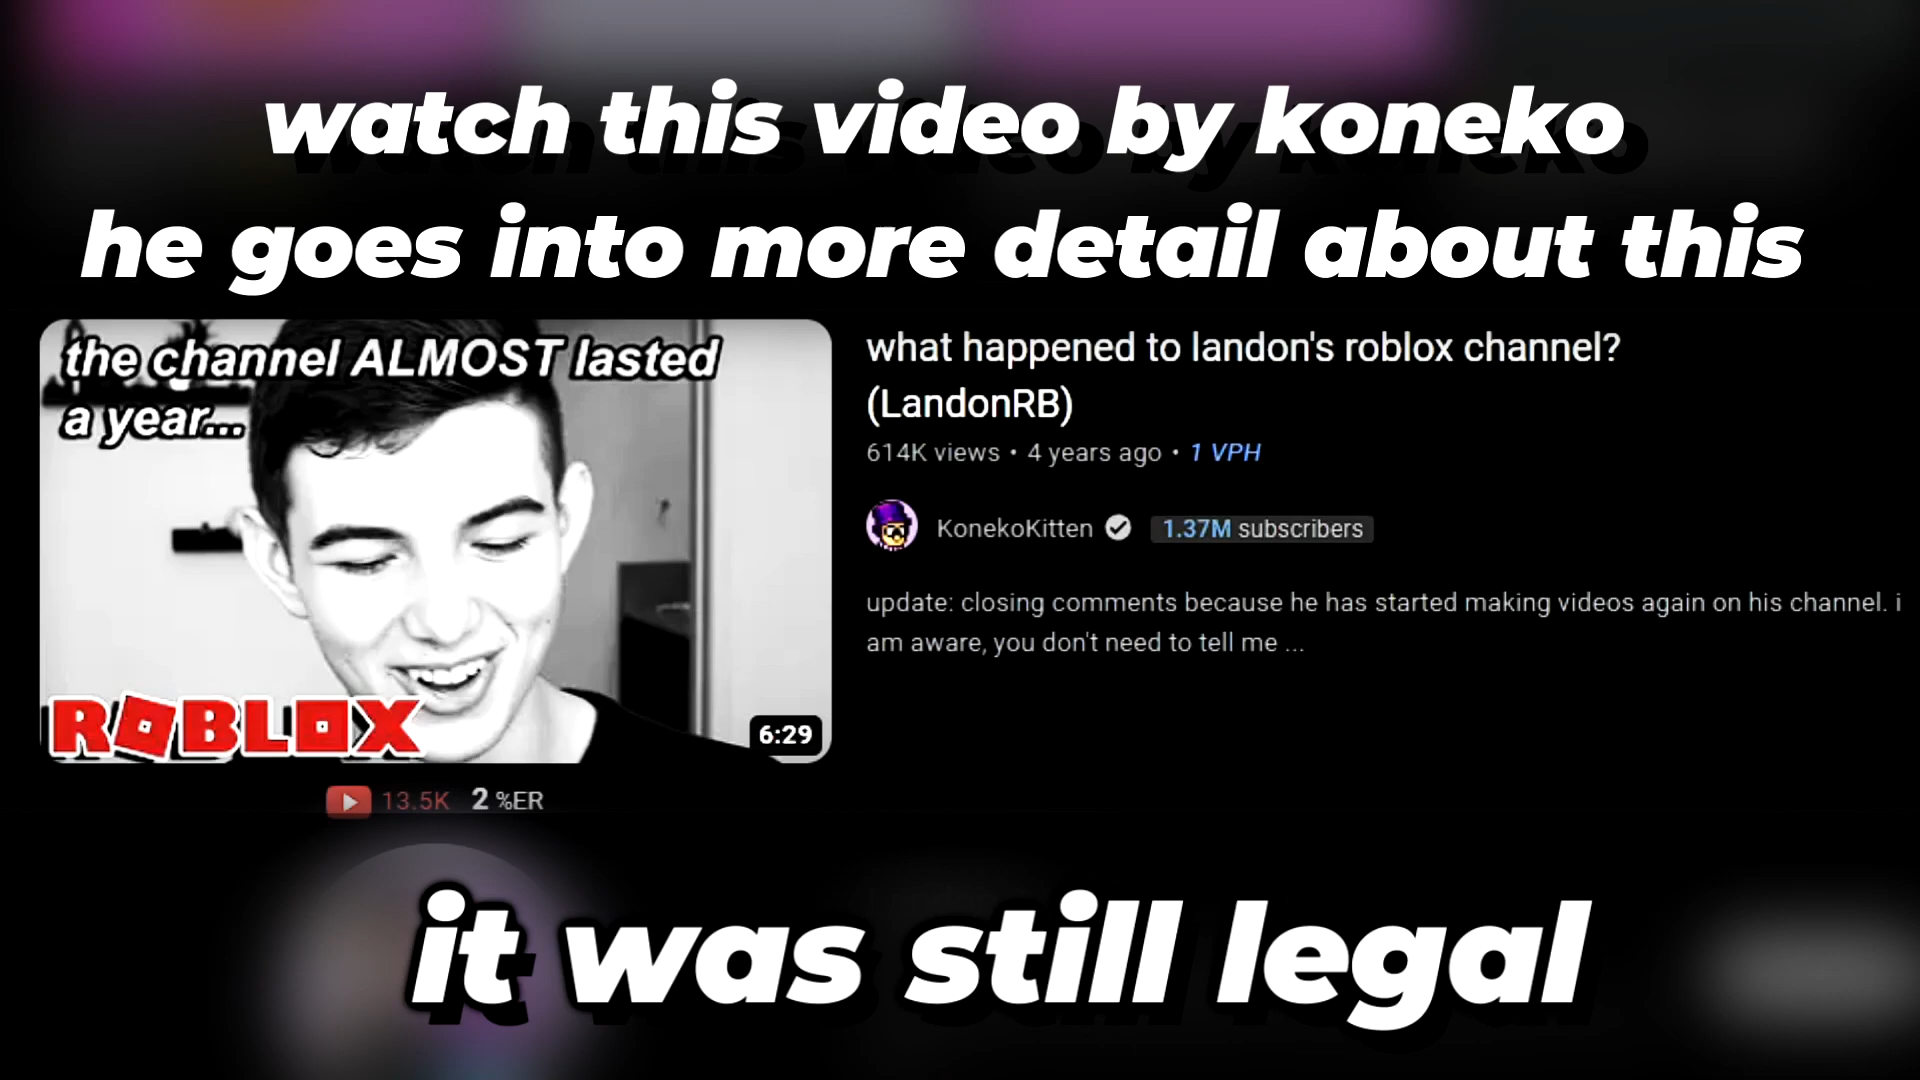 watch this video by koneko
he goes into more detail about this
the channel ALMOST lasted
a year...
ROBLOX
6:29
13.5K 2 %ER
what happened to landon's roblox channel?
(LandonRB)
614K views • 4 years ago • 1 VPH
KonekoKitten 1.37M subscribers
update: closing comments because he has started making videos again on his channel. i
am aware, you don't need to tell me ...
it was still legal